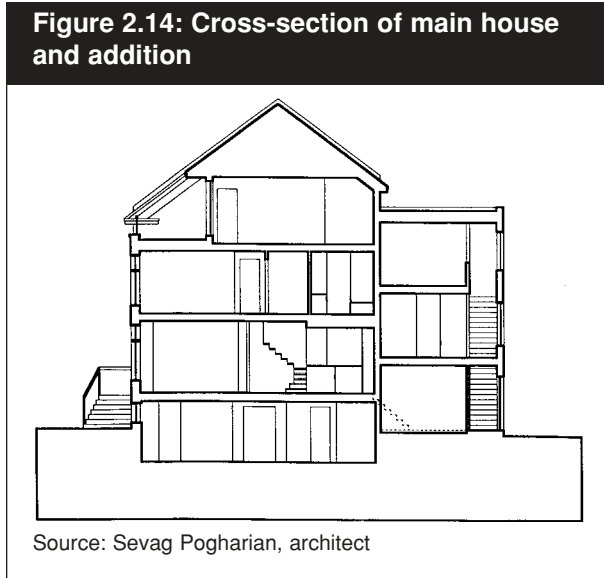 Figure 2.14: Cross-section of main house
and addition
Source: Sevag Pogharian, architect